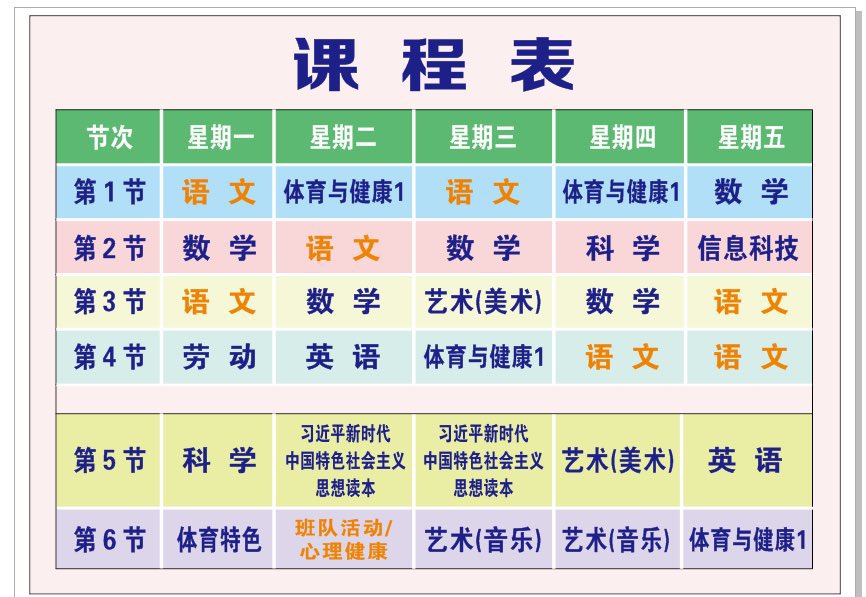 课程表
节次 星期一 星期二 星期三 星期四 星期五
第1节 语文 体育与健康1 语文 体育与健康1 数学
第2节 数学 语文 数学 科学 信息科技
第3节 语文 数学 艺术(美术) 数学 语文
第4节 劳动 英语 体育与健康1 语文 语文
第5节 科学 习近平新时代中国特色社会主义思想读本 习近平新时代中国特色社会主义思想读本 艺术(美术) 英语
第6节 体育特色 班队活动/心理健康 艺术(音乐) 艺术(音乐) 体育与健康1